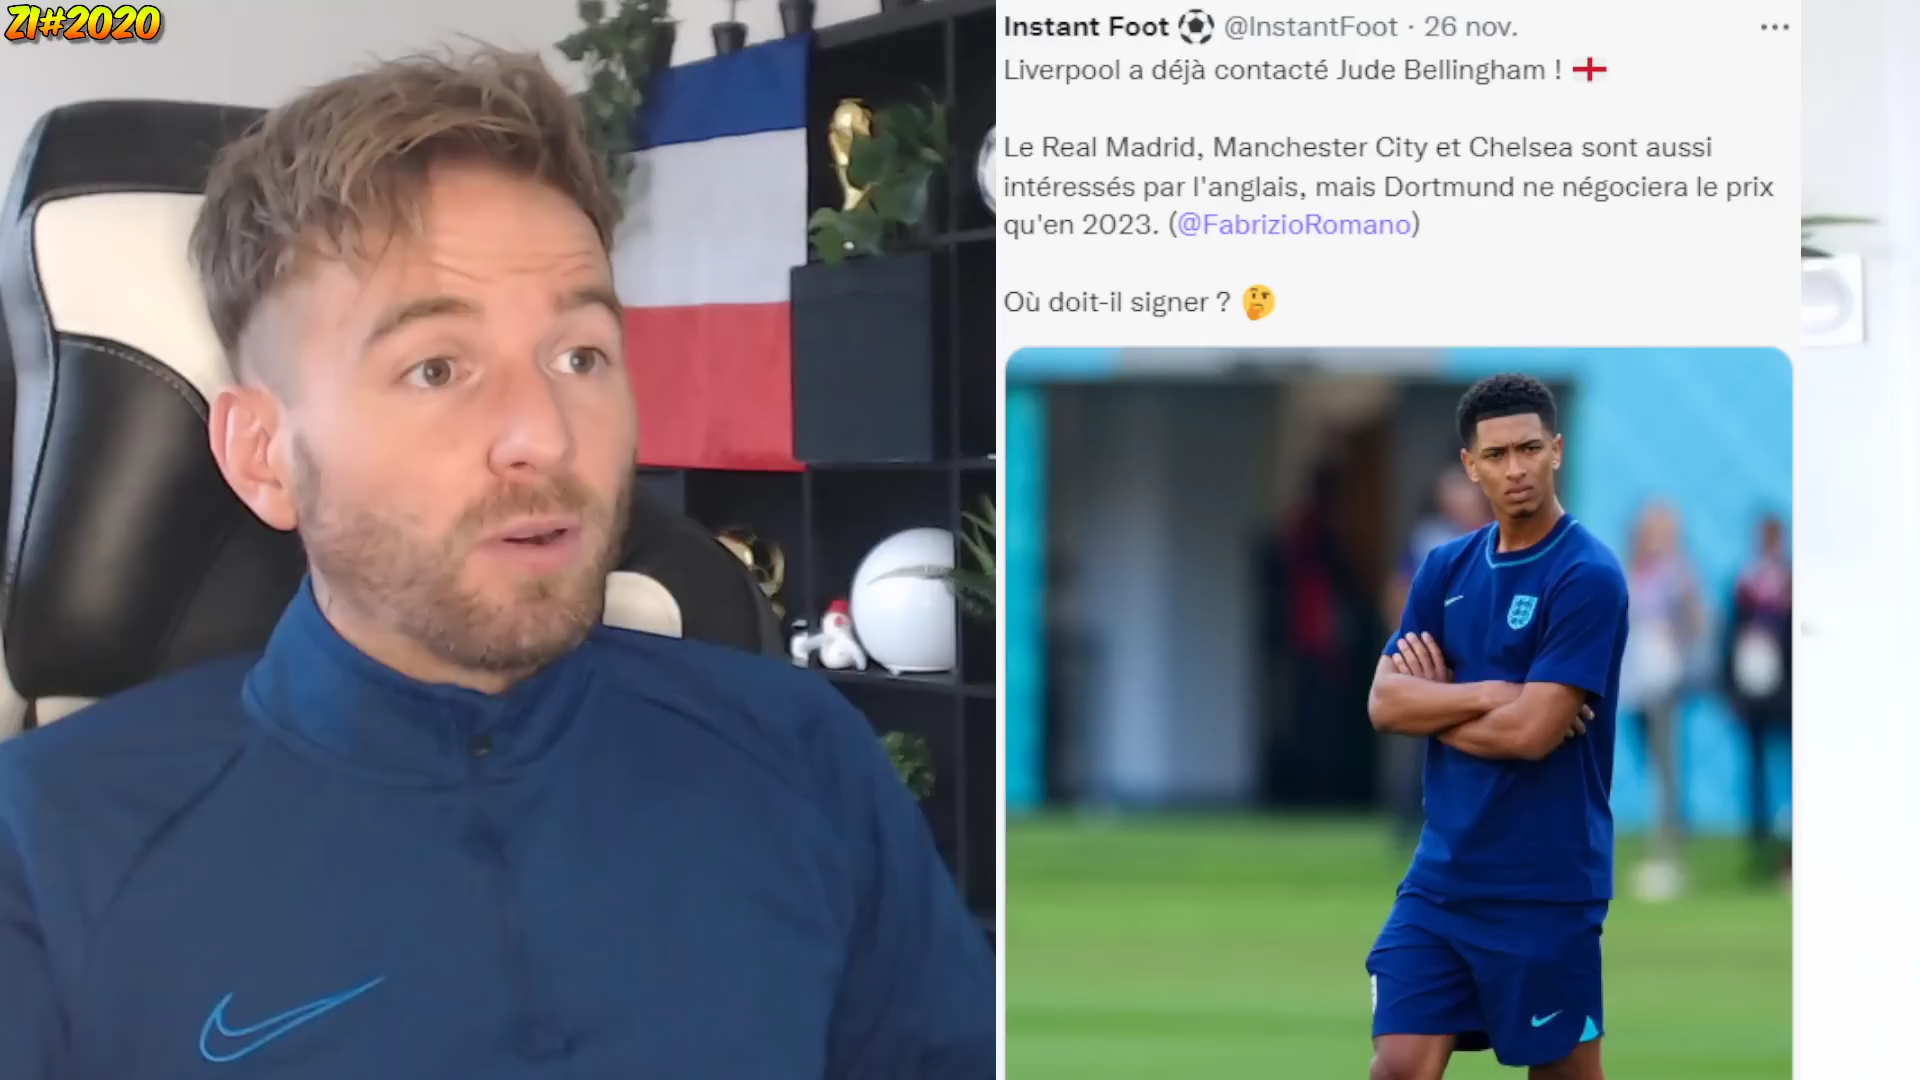 ZI#2020
Instant Foot ⚽ @InstantFoot · 26 nov.
Liverpool a déjà contacté Jude Bellingham ! 🏴󠁧󠁢󠁥󠁮󠁧󠁿
Le Real Madrid, Manchester City et Chelsea sont aussi
intéressés par l'anglais, mais Dortmund ne négociera le prix
qu'en 2023. (@FabrizioRomano)
Où doit-il signer ? 🤔